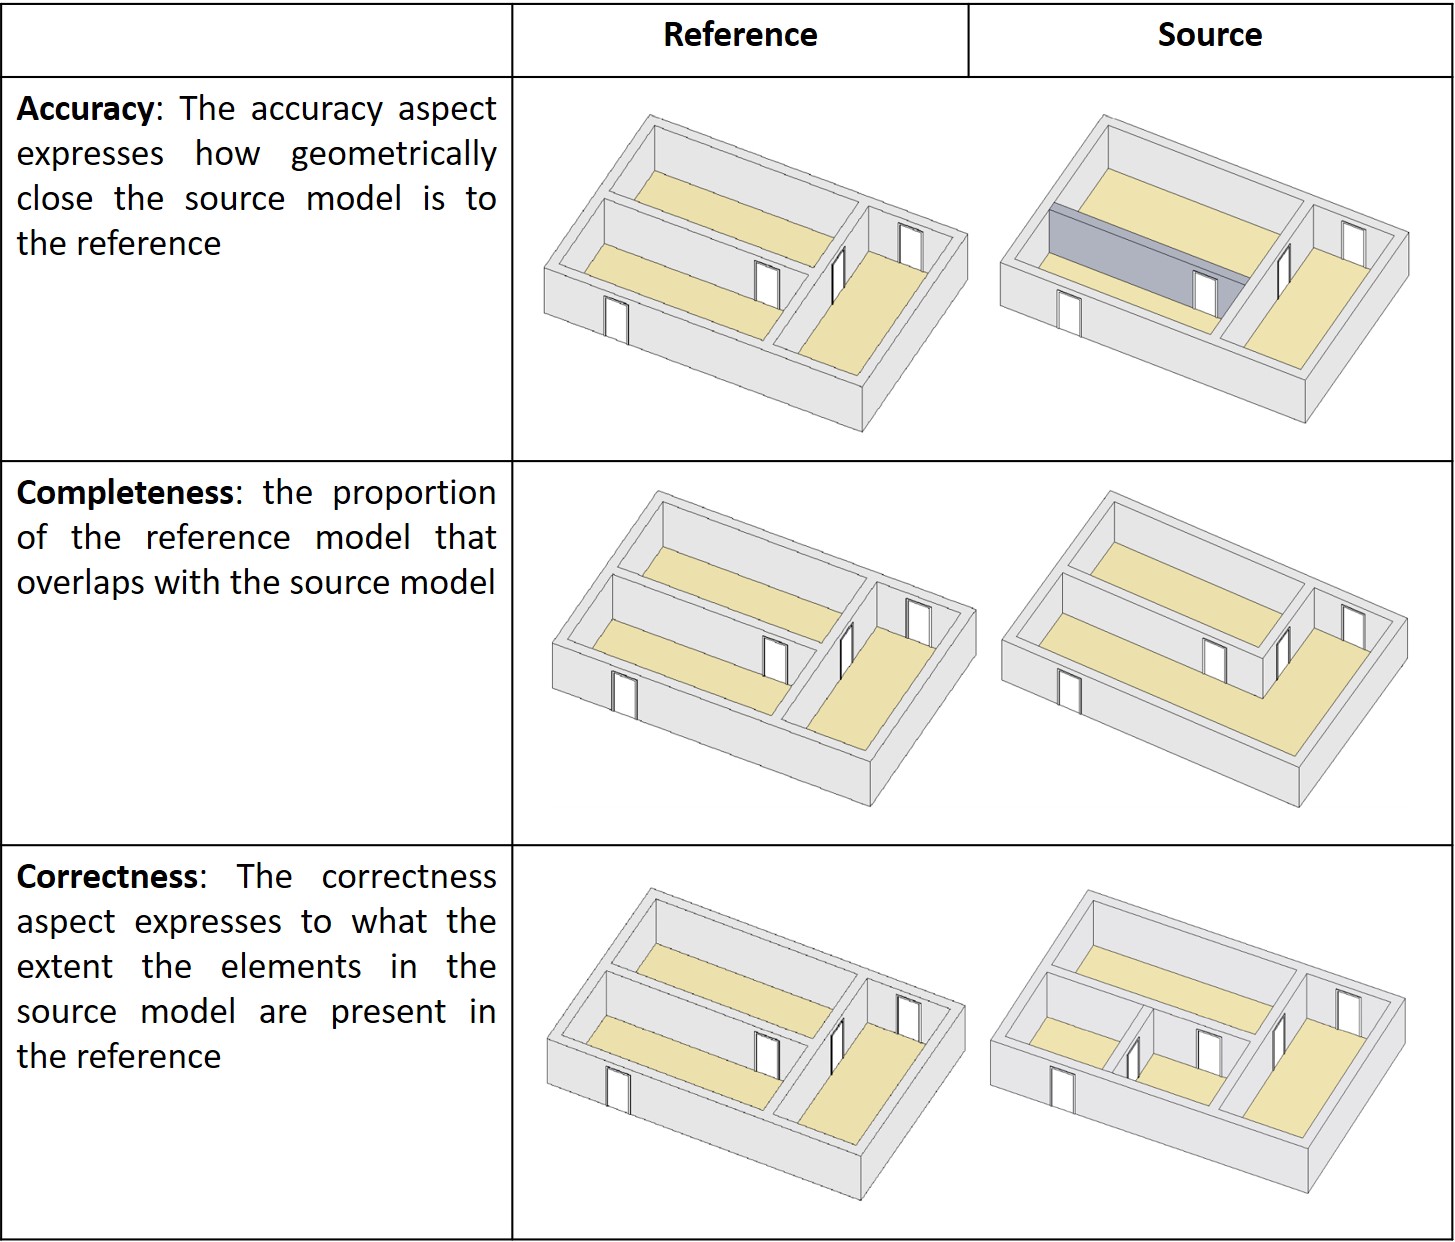 Reference
Source
Accuracy: The accuracy aspect
expresses how geometrically
close the source model is to
the reference
Completeness: the proportion
of the reference model that
overlaps with the source model
Correctness: The correctness
aspect expresses to what the
extent the elements in the
source model are present in
the reference